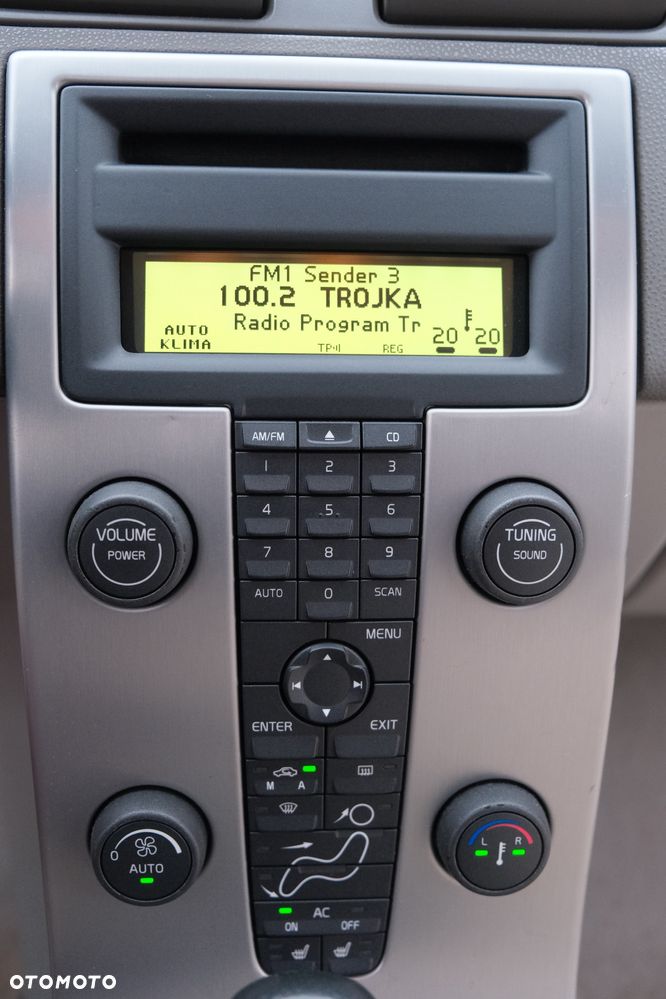 FM1 Sender 3
100.2 TROJKA
Radio Program Tr
AUTO
KLIMA
TP
REG
20 20
AM/FM
CD
1 2 3
4 5 6
7 8 9
AUTO 0 SCAN
VOLUME
POWER
TUNING
SOUND
MENU
ENTER
EXIT
M A
0
AUTO
L R
AC
ON OFF
OTOMOTO